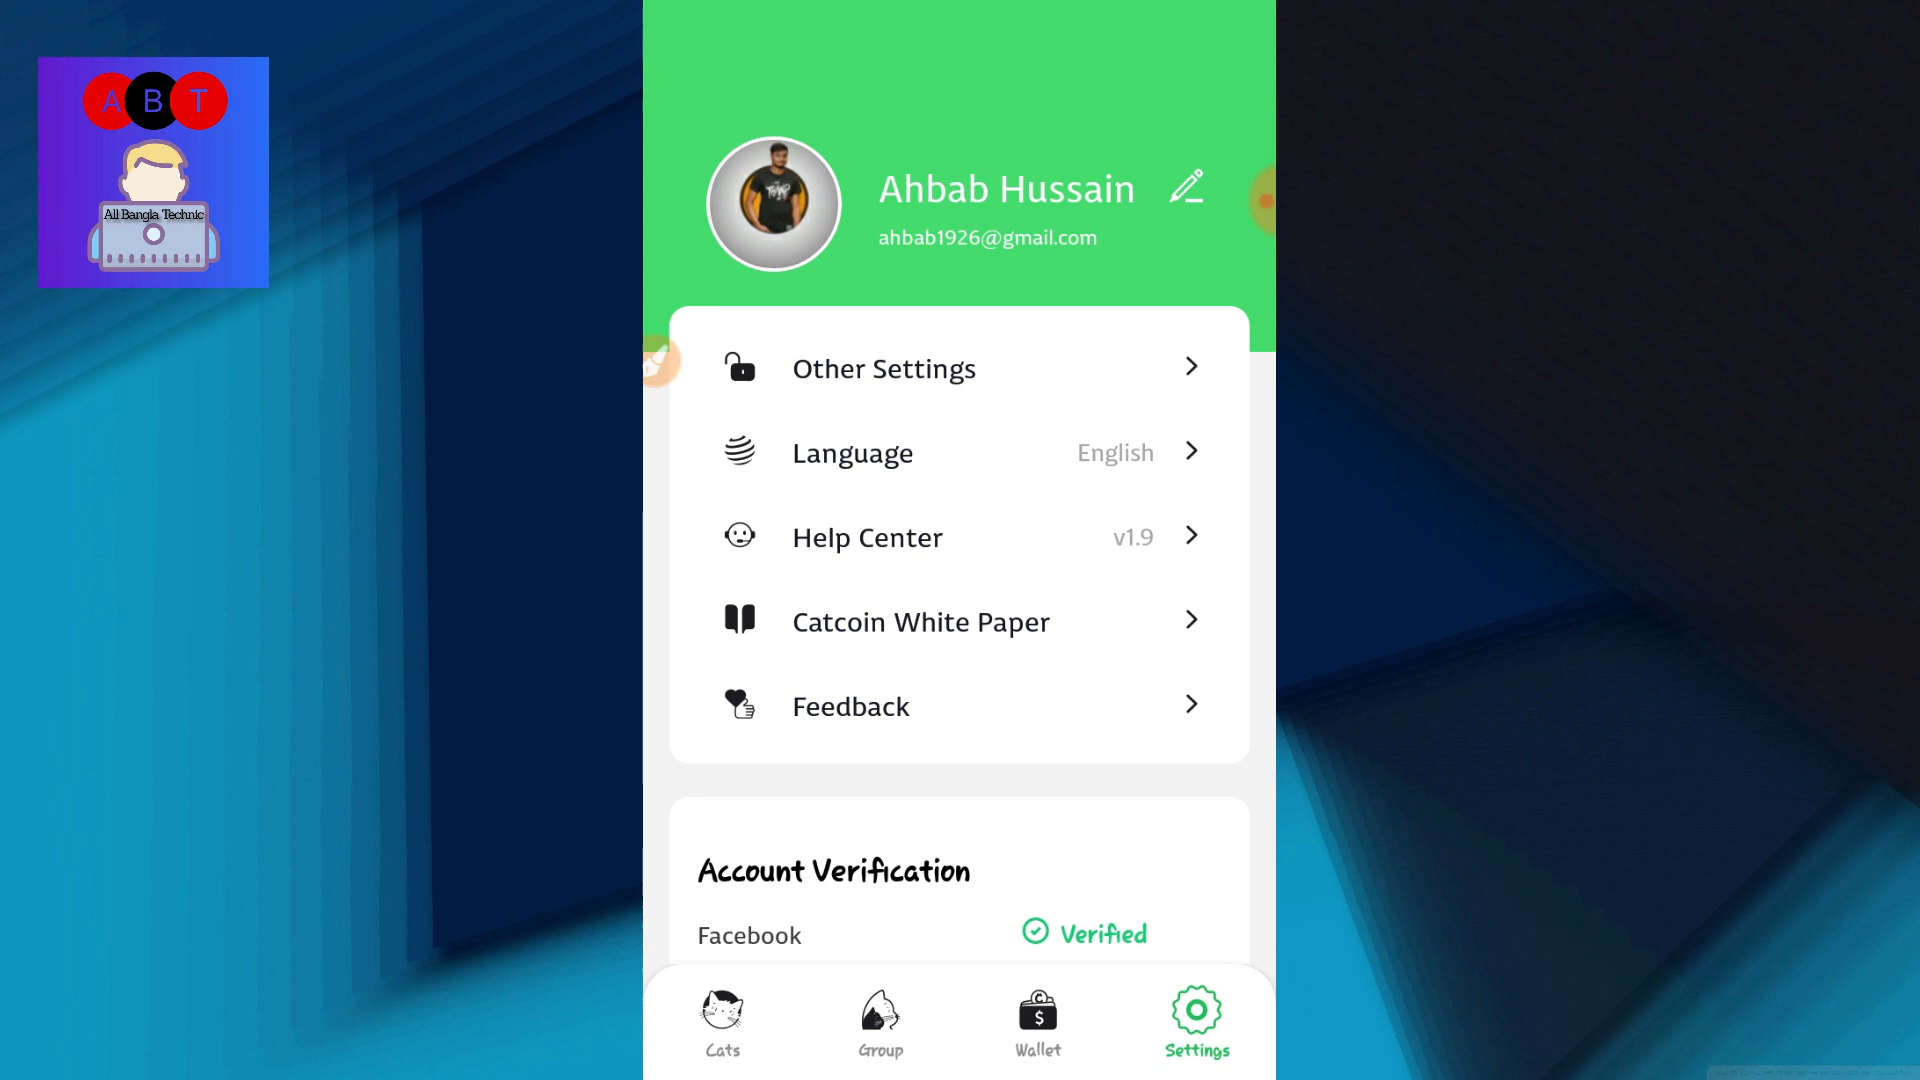 A B T
All Bangla Technic
Ahbab Hussain
ahbab1926@gmail.com
Other Settings
Language English
Help Center v1.9
Catcoin White Paper
Feedback
Account Verification
Facebook Verified
Cats Group Wallet Settings